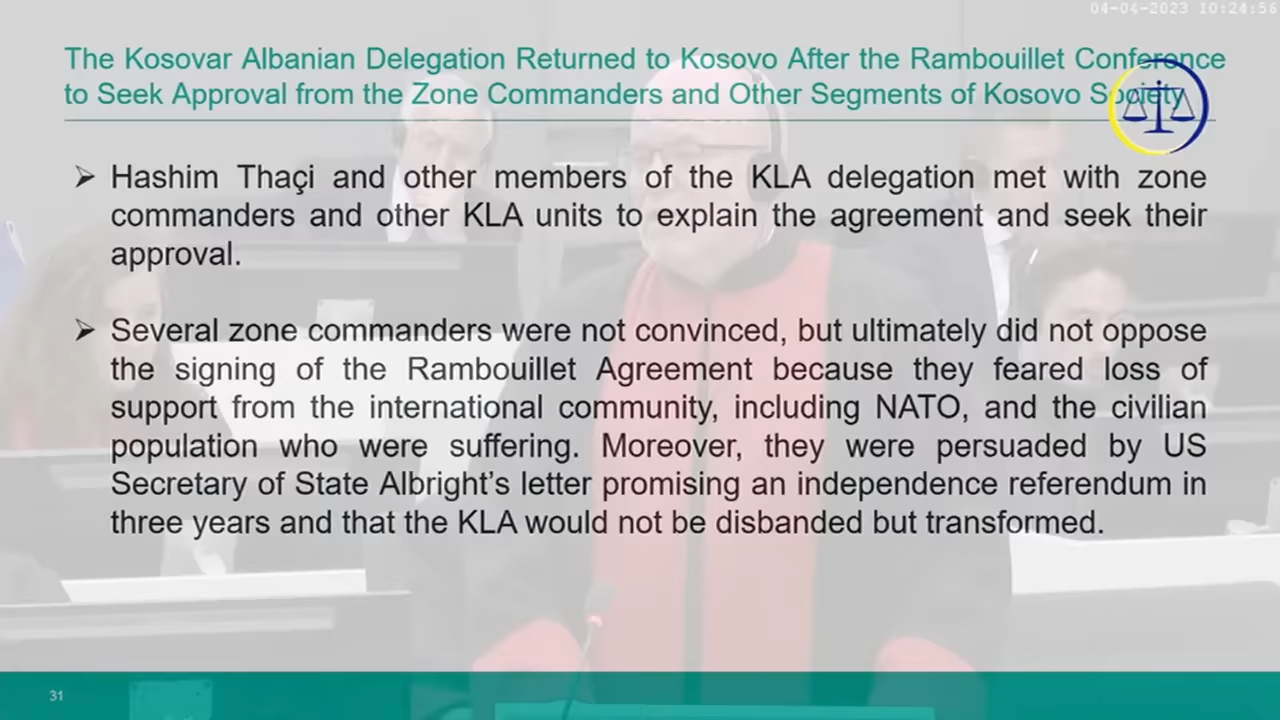 04-04-2023 10:24:56
The Kosovar Albanian Delegation Returned to Kosovo After the Rambouillet Conference
to Seek Approval from the Zone Commanders and Other Segments of Kosovo Society
➢ Hashim Thaçi and other members of the KLA delegation met with zone
commanders and other KLA units to explain the agreement and seek their
approval.
➢ Several zone commanders were not convinced, but ultimately did not oppose
the signing of the Rambouillet Agreement because they feared loss of
support from the international community, including NATO, and the civilian
population who were suffering. Moreover, they were persuaded by US
Secretary of State Albright’s letter promising an independence referendum in
three years and that the KLA would not be disbanded but transformed.
31